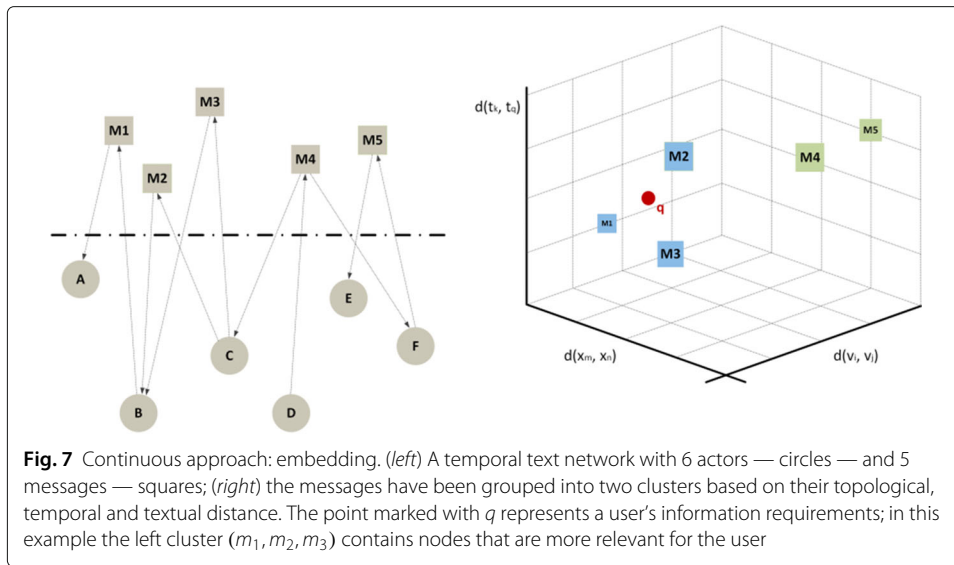 M3
M1
M5
M4
M2
A
E
F
C
B
D
d(tₖ, t_q)
M5
M2
M4
q
M1
M3
d(xₘ, xₙ)
d(vᵢ, vⱼ)
Fig. 7 Continuous approach: embedding. (left) A temporal text network with 6 actors — circles — and 5
messages — squares; (right) the messages have been grouped into two clusters based on their topological,
temporal and textual distance. The point marked with q represents a user's information requirements; in this
example the left cluster (m₁, m₂, m₃) contains nodes that are more relevant for the user